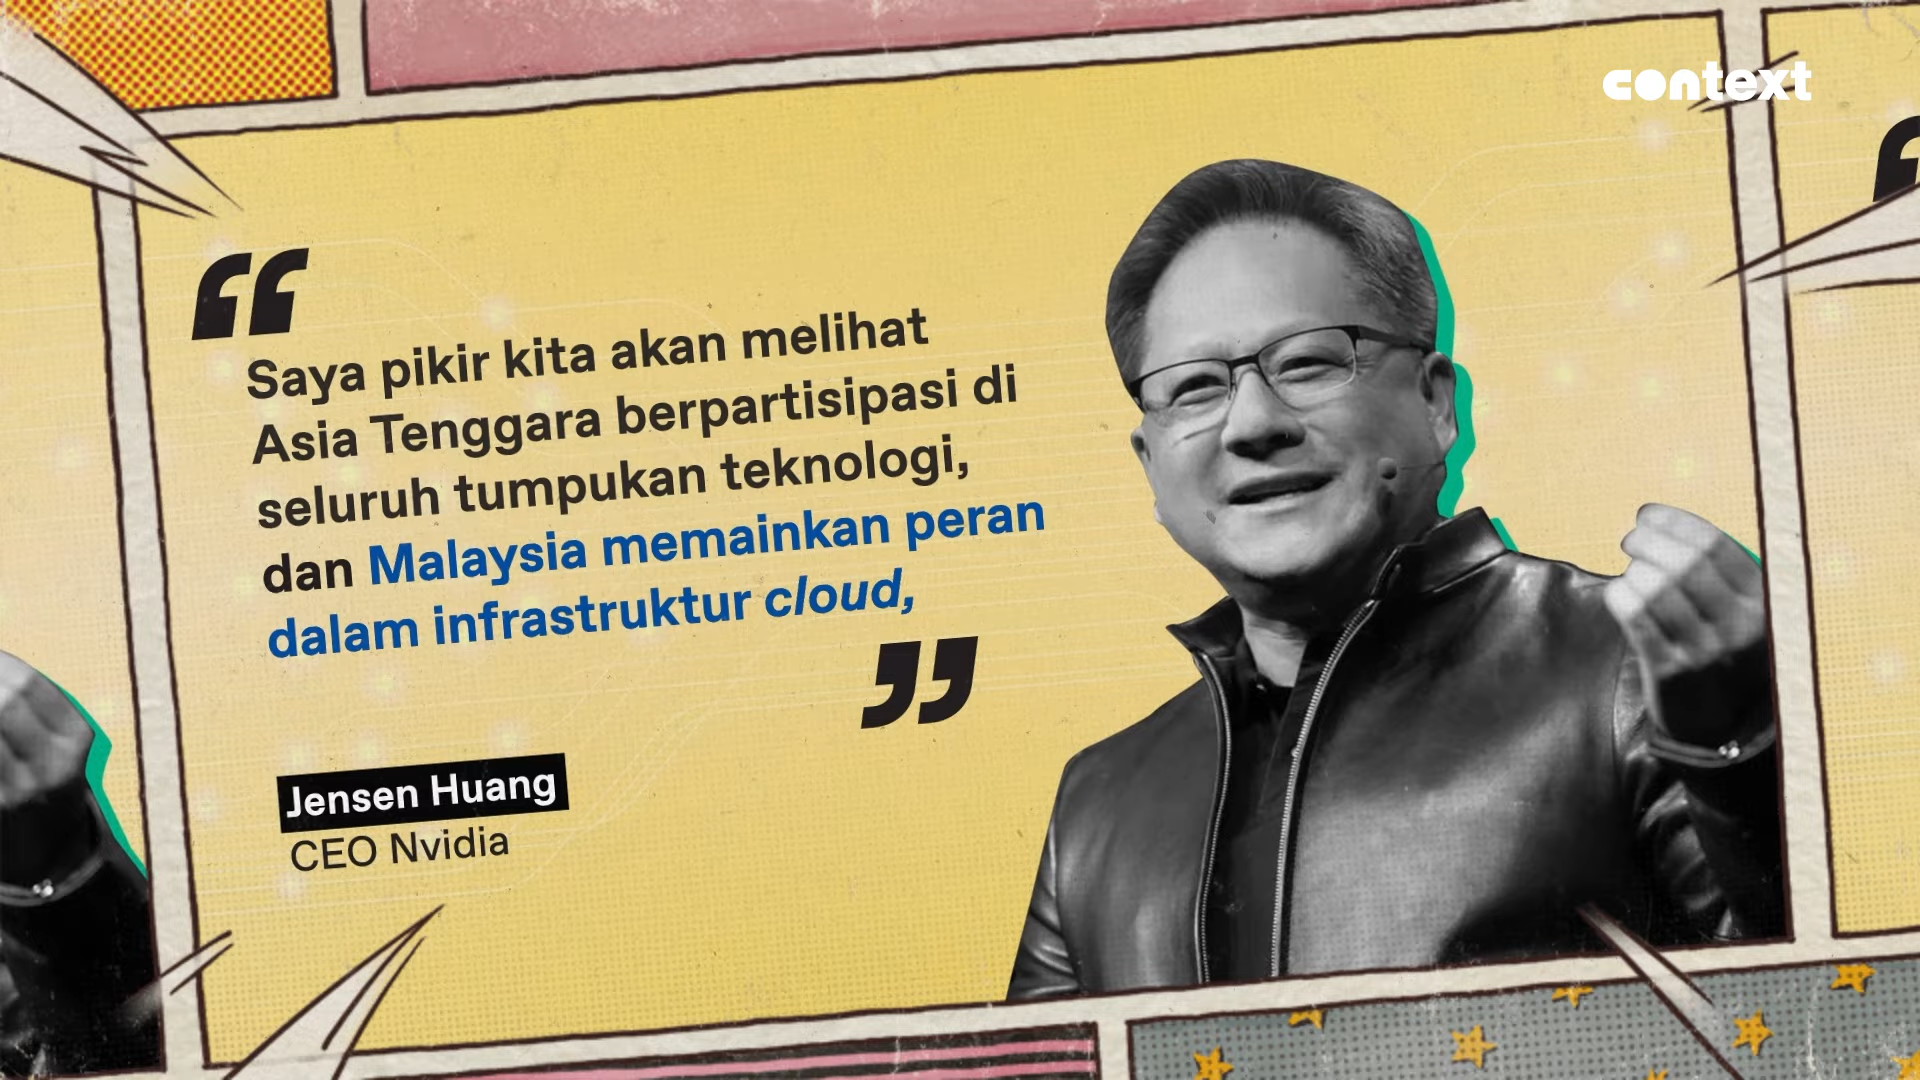 context
“
Saya pikir kita akan melihat
Asia Tenggara berpartisipasi di
seluruh tumpukan teknologi,
dan Malaysia memainkan peran
dalam infrastruktur cloud,
”
Jensen Huang
CEO Nvidia